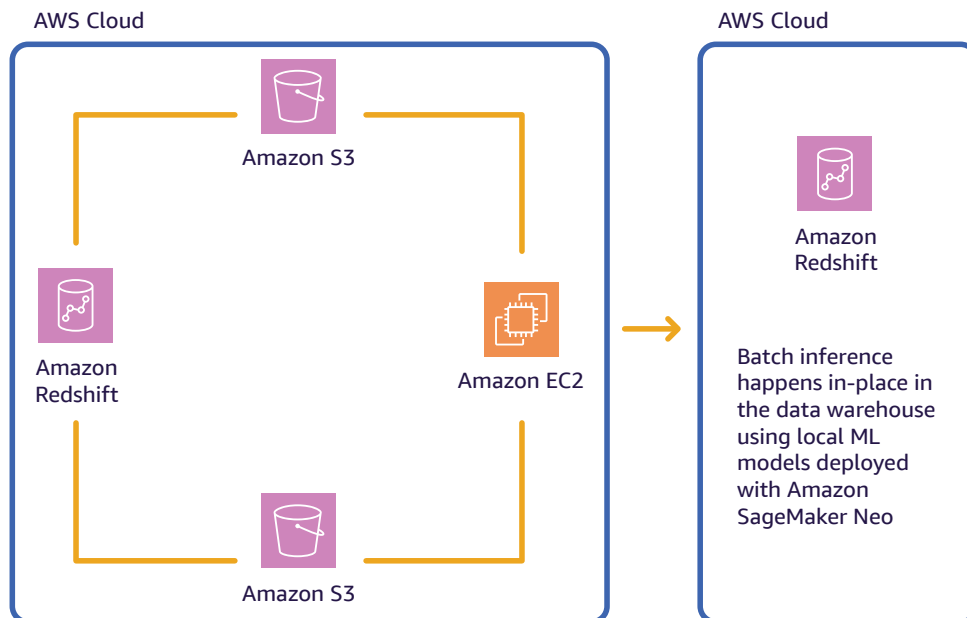 AWS Cloud
Amazon S3
Amazon
Redshift
Amazon EC2
Amazon S3
AWS Cloud
Amazon
Redshift
Batch inference
happens in-place in
the data warehouse
using local ML
models deployed
with Amazon
SageMaker Neo